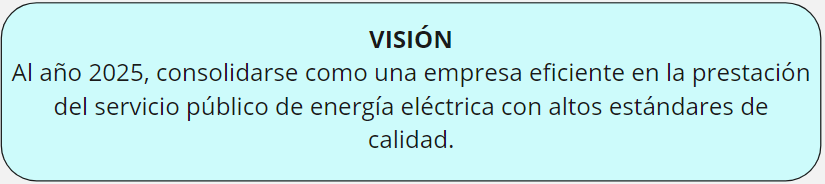 VISIÓN
Al año 2025, consolidarse como una empresa eficiente en la prestación
del servicio público de energía eléctrica con altos estándares de
calidad.